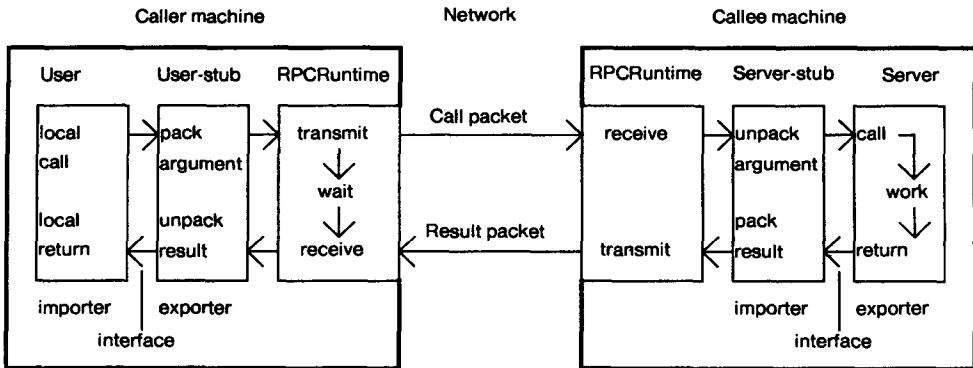 Caller machine
Network
Callee machine
User
User-stub
RPCRuntime
RPCRuntime
Server-stub
Server
local
call
pack
argument
transmit
wait
Call packet
receive
unpack
argument
call
work
local
return
unpack
result
receive
Result packet
transmit
pack
result
return
importer
exporter
interface
importer
exporter
interface